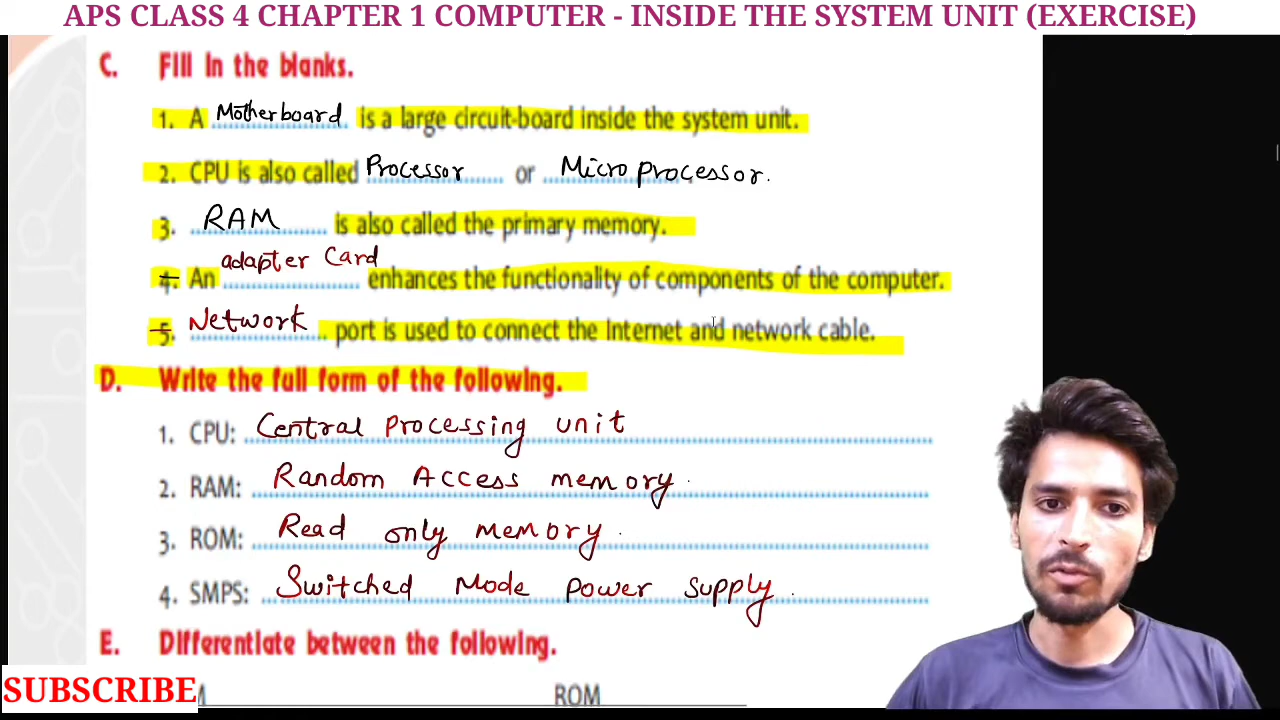 APS CLASS 4 CHAPTER 1 COMPUTER - INSIDE THE SYSTEM UNIT (EXERCISE)
C. Fill in the blanks.
1. A Motherboard is a large circuit-board inside the system unit.
2. CPU is also called Processor or Microprocessor.
3. RAM is also called the primary memory.
4. An adapter Card enhances the functionality of components of the computer.
5. Network port is used to connect the Internet and network cable.
D. Write the full form of the following.
1. CPU: Central Processing unit
2. RAM: Random Access memory.
3. ROM: Read only memory.
4. SMPS: Switched Mode power supply.
E. Differentiate between the following.
SUBSCRIBE
ROM